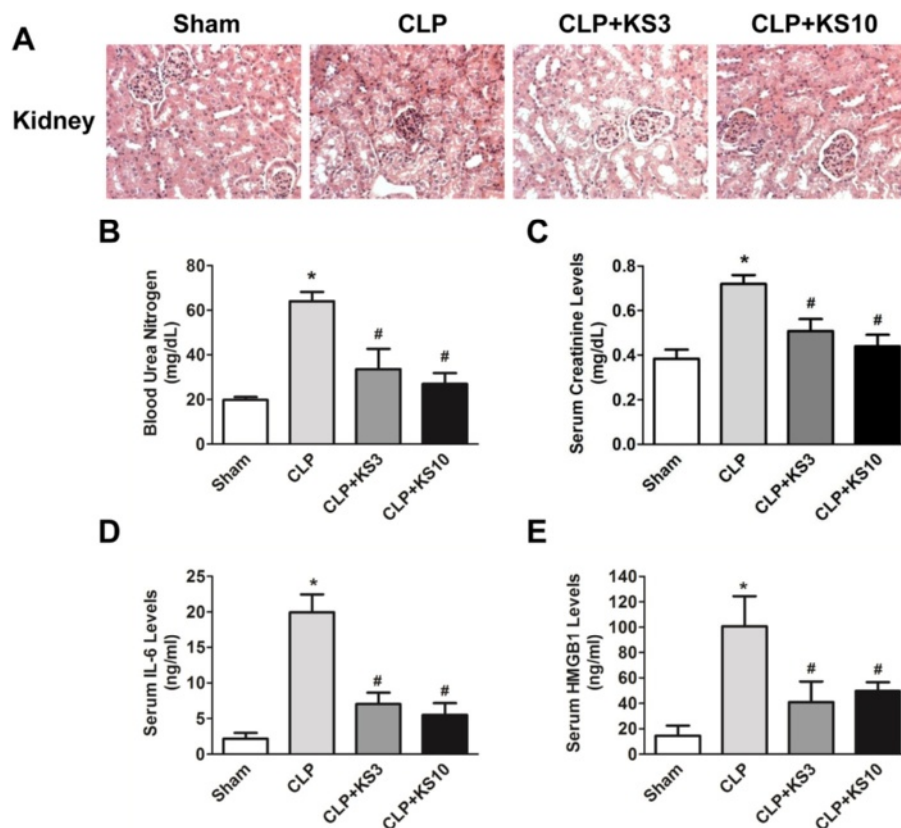 A
Sham
CLP
CLP+KS3
CLP+KS10
Kidney
B
Blood Urea Nitrogen
(mg/dL)
80
60
40
20
0
*
#
#
Sham
CLP
CLP+KS3
CLP+KS10
C
Serum Creatinine Levels
(mg/dL)
0.8
0.6
0.4
0.2
0.0
*
#
#
Sham
CLP
CLP+KS3
CLP+KS10
D
Serum IL-6 Levels
(ng/ml)
25
20
15
10
5
0
*
#
#
Sham
CLP
CLP+KS3
CLP+KS10
E
Serum HMGB1 Levels
(ng/ml)
140
120
100
80
60
40
20
0
*
#
#
Sham
CLP
CLP+KS3
CLP+KS10